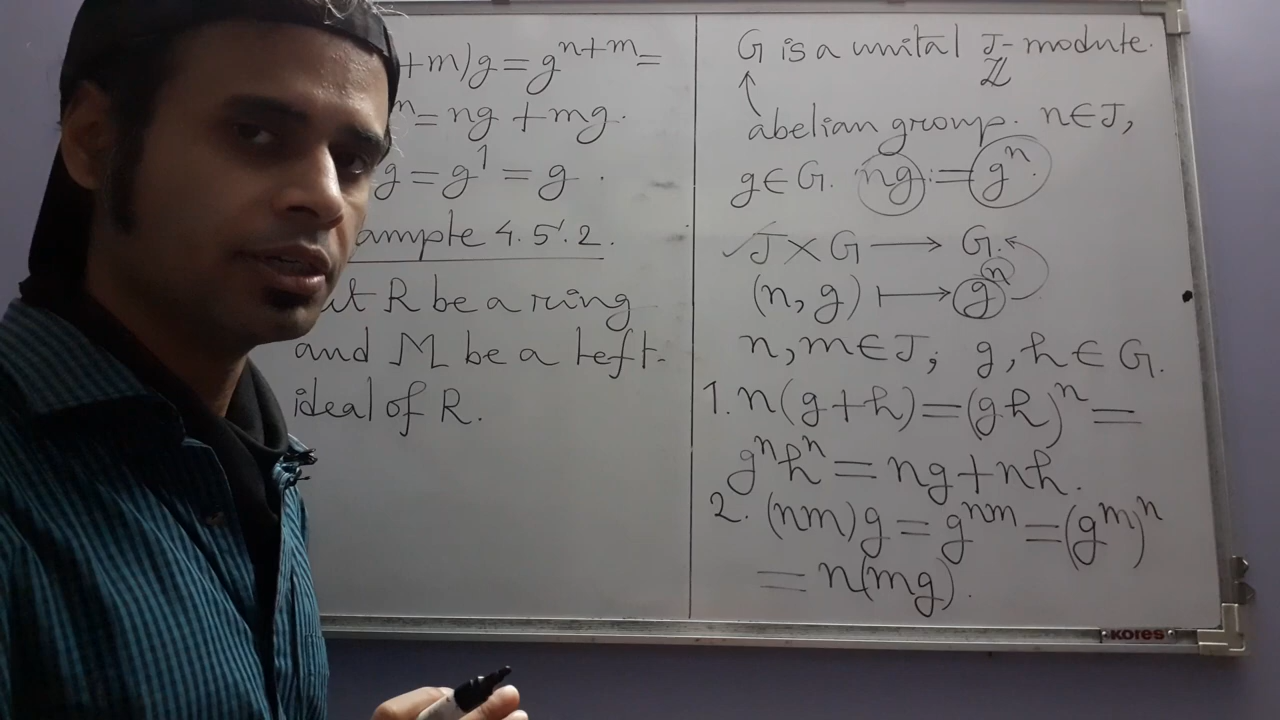 +m)g=g^{n+m}=
^n=ng+mg.
g=g^1=g.
ample 4.5.2.
R be a ring
and M be a left-
ideal of R.
G is a unital J-module.
ℤ
↑
abelian group. n∈J,
g∈G. ng:=g^n.
✓J×G⟶G.
(n,g)⟼g^n
n,m∈J; g,h∈G.
1. n(g+h)=(gh)^n=
g^nh^n=ng+nh.
2. (nm)g=g^{nm}=(g^m)^n
=n(mg).
KORES